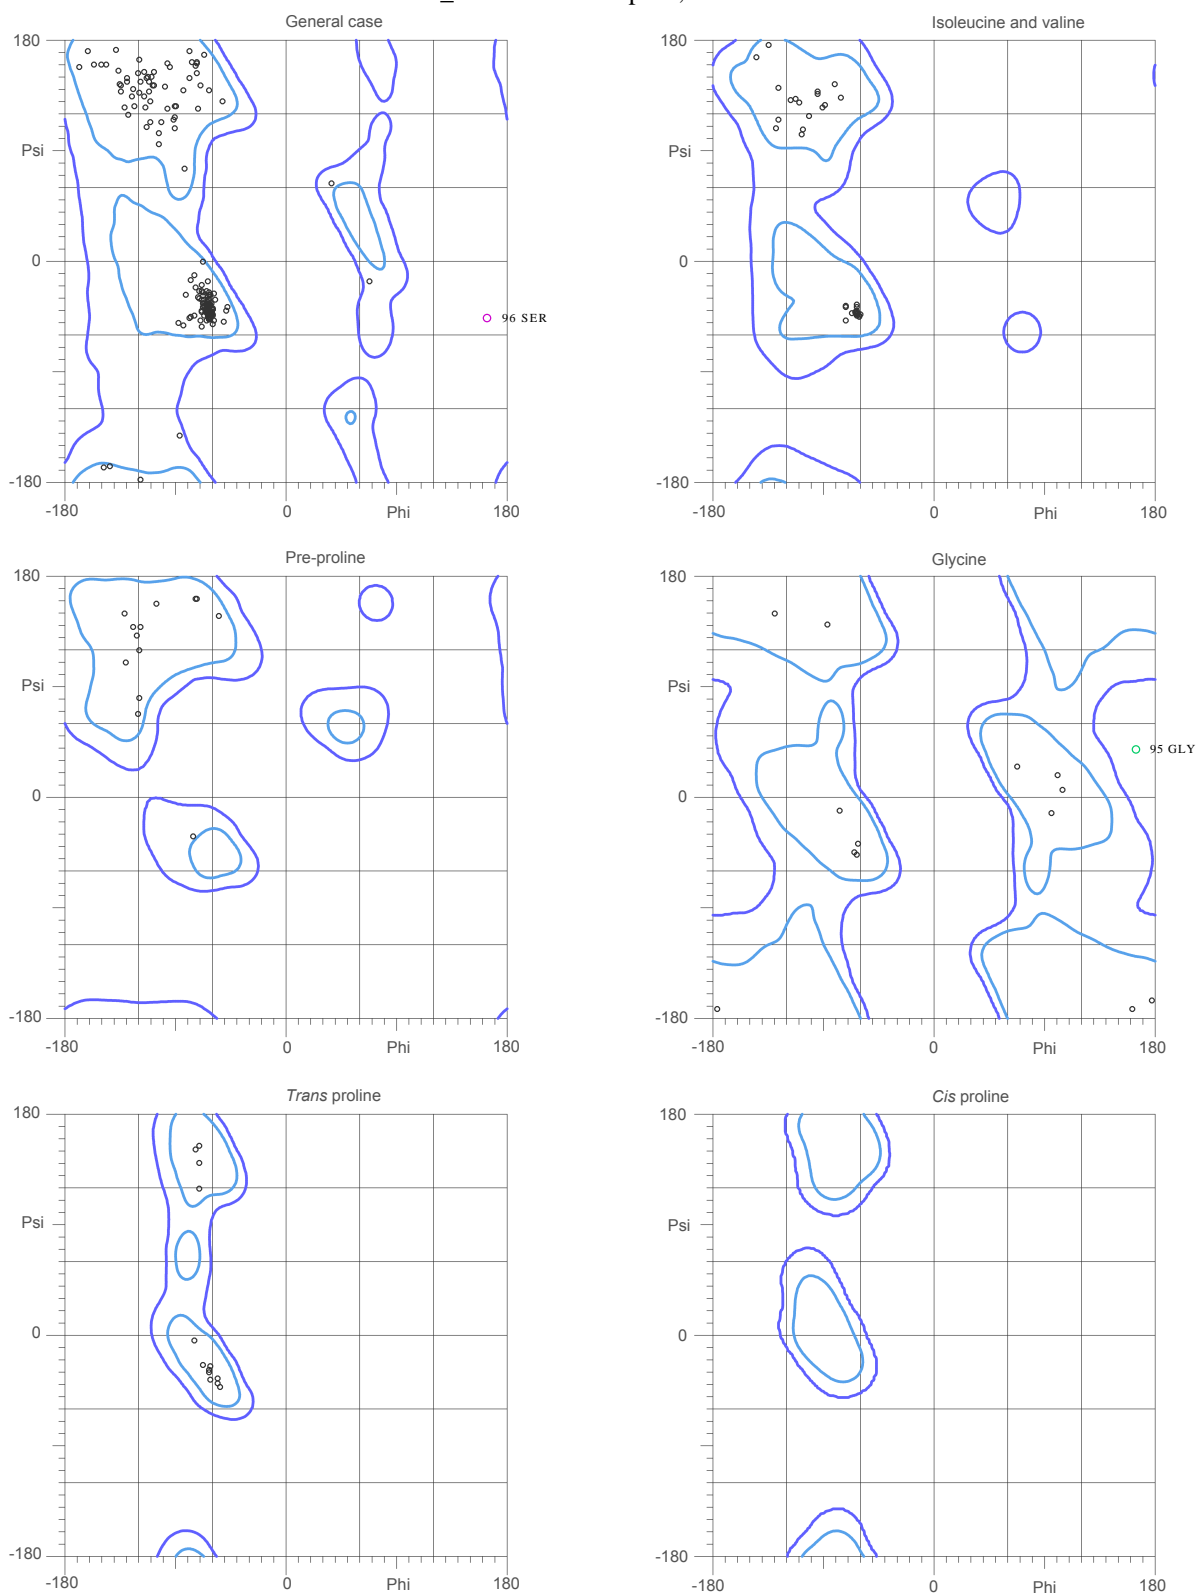 General case
Isoleucine and valine
180
Psi
0
-180
-180
0
Phi
180
96 SER
180
Psi
0
-180
-180
0
Phi
180
Pre-proline
Glycine
180
Psi
0
-180
-180
0
Phi
180
180
Psi
0
-180
-180
0
Phi
180
95 GLY
Trans proline
Cis proline
180
Psi
0
-180
-180
0
Phi
180
180
Psi
0
-180
-180
0
Phi
180